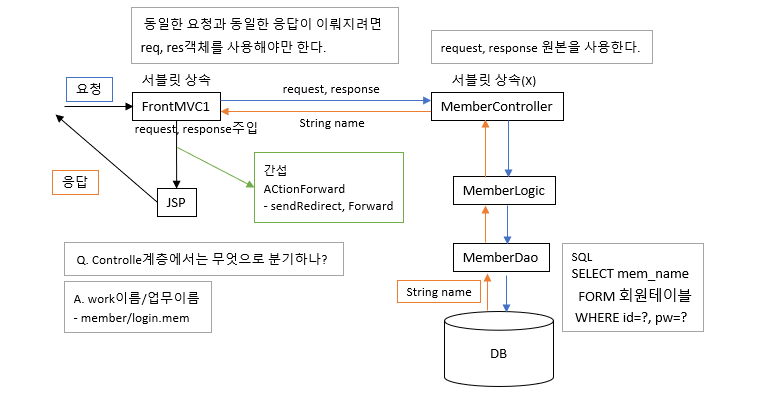 동일한 요청과 동일한 응답이 이뤄지려면
req, res객체를 사용해야만 한다.
request, response 원본을 사용한다.
서블릿 상속
서블릿 상속(X)
요청
FrontMVC1
request, response
MemberController
String name
request, response주입
응답
JSP
간섭
ACtionForward
- sendRedirect, Forward
MemberLogic
Q. Controlle계층에서는 무엇으로 분기하나?
MemberDao
SQL
SELECT mem_name
FORM 회원테이블
WHERE id=?, pw=?
A. work이름/업무이름
- member/login.mem
String name
DB